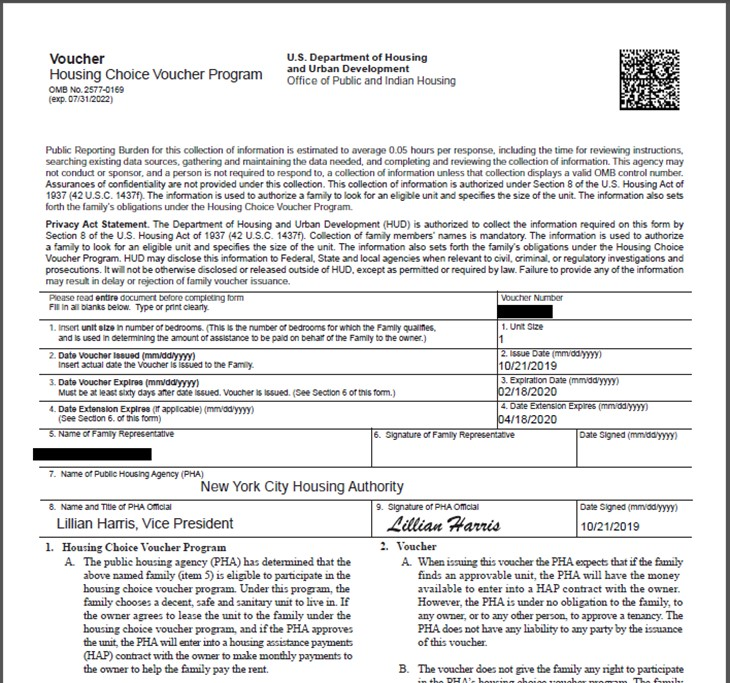 Voucher
Housing Choice Voucher Program
OMB No. 2577-0169
(exp. 07/31/2022)
U.S. Department of Housing
and Urban Development
Office of Public and Indian Housing
Public Reporting Burden for this collection of information is estimated to average 0.05 hours per response, including the time for reviewing instructions,
searching existing data sources, gathering and maintaining the data needed, and completing and reviewing the collection of information. This agency may
not conduct or sponsor, and a person is not required to respond to, a collection of information unless that collection displays a valid OMB control number.
Assurances of confidentiality are not provided under this collection. This collection of information is authorized under Section 8 of the U.S. Housing Act of
1937 (42 U.S.C. 1437f). The information is used to authorize a family to look for an eligible unit and specifies the size of the unit. The information also sets
forth the family's obligations under the Housing Choice Voucher Program.
Privacy Act Statement. The Department of Housing and Urban Development (HUD) is authorized to collect the information required on this form by
Section 8 of the U.S. Housing Act of 1937 (42 U.S.C. 1437f). Collection of family members' names is mandatory. The information is used to authorize
a family to look for an eligible unit and specifies the size of the unit. The information also sets forth the family's obligations under the Housing Choice
Voucher Program. HUD may disclose this information to Federal, State and local agencies when relevant to civil, criminal, or regulatory investigations and
prosecutions. It will not be otherwise disclosed or released outside of HUD, except as permitted or required by law. Failure to provide any of the information
may result in delay or rejection of family voucher issuance.
Please read entire document before completing form
Fill in all blanks below. Type or print clearly.
Voucher Number
1. Insert unit size in number of bedrooms. (This is the number of bedrooms for which the Family qualifies,
and is used in determining the amount of assistance to be paid on behalf of the Family to the owner.)
1. Unit Size
1
2. Date Voucher Issued (mm/dd/yyyy)
Insert actual date the Voucher is issued to the Family.
2. Issue Date (mm/dd/yyyy)
10/21/2019
3. Date Voucher Expires (mm/dd/yyyy)
Must be at least sixty days after date issued. Voucher is issued. (See Section 6 of this form.)
3. Expiration Date (mm/dd/yyyy)
02/18/2020
4. Date Extension Expires (if applicable) (mm/dd/yyyy)
(See Section 6. of this form)
4. Date Extension Expires (mm/dd/yyyy)
04/18/2020
5. Name of Family Representative
6. Signature of Family Representative
Date Signed (mm/dd/yyyy)
7. Name of Public Housing Agency (PHA)
New York City Housing Authority
8. Name and Title of PHA Official
Lillian Harris, Vice President
9. Signature of PHA Official
Lillian Harris
Date Signed (mm/dd/yyyy)
10/21/2019
1. Housing Choice Voucher Program
A. The public housing agency (PHA) has determined that the
above named family (item 5) is eligible to participate in the
housing choice voucher program. Under this program, the
family chooses a decent, safe and sanitary unit to live in. If
the owner agrees to lease the unit to the family under the
housing choice voucher program, and if the PHA approves
the unit, the PHA will enter into a housing assistance payments
(HAP) contract with the owner to make monthly payments to
the owner to help the family pay the rent.
2. Voucher
A. When issuing this voucher the PHA expects that if the family
finds an approvable unit, the PHA will have the money
available to enter into a HAP contract with the owner.
However, the PHA is under no obligation to the family, to
any owner, or to any other person, to approve a tenancy. The
PHA does not have any liability to any party by the issuance
of this voucher.
B. The voucher does not give the family any right to participate
in the PHA's housing choice voucher program. The family